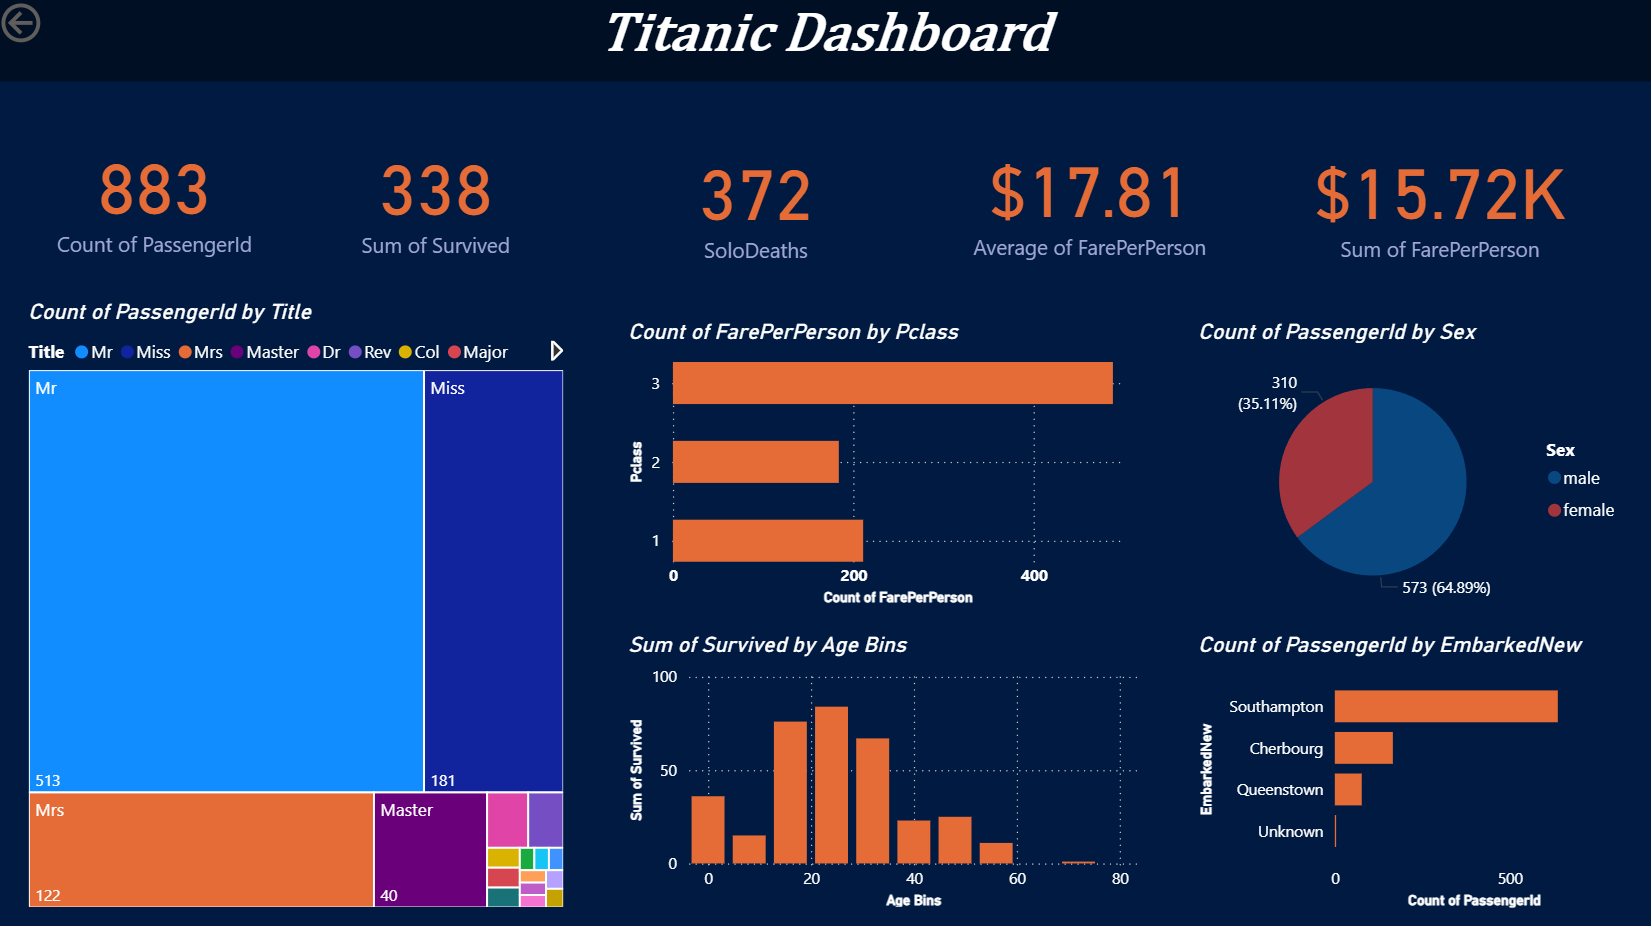 Titanic Dashboard
883
Count of PassengerId
338
Sum of Survived
372
SoloDeaths
$17.81
Average of FarePerPerson
$15.72K
Sum of FarePerPerson
Count of PassengerId by Title
Title Mr Miss Mrs Master Dr Rev Col Major
Mr
513
Miss
181
Mrs
122
Master
40
Count of FarePerPerson by Pclass
Pclass
3
2
1
0 200 400
Count of FarePerPerson
Count of PassengerId by Sex
310
(35.11%)
573 (64.89%)
Sex
male
female
Sum of Survived by Age Bins
Sum of Survived
100
50
0
0 20 40 60 80
Age Bins
Count of PassengerId by EmbarkedNew
EmbarkedNew
Southampton
Cherbourg
Queenstown
Unknown
0 500
Count of PassengerId